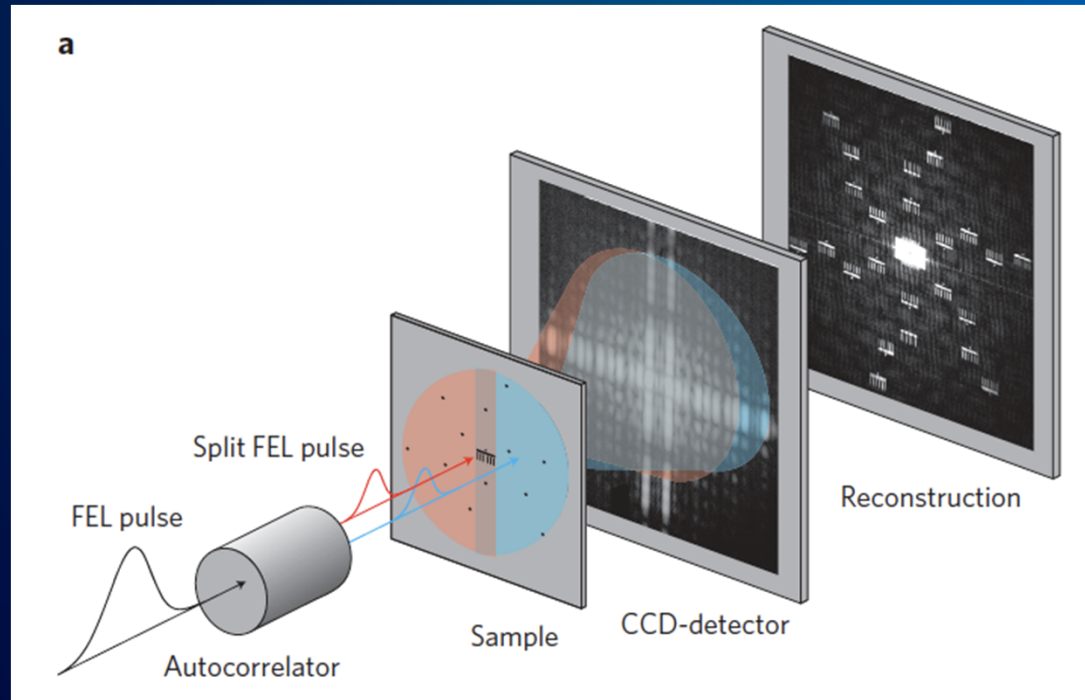 a
Split FEL pulse
FEL pulse
Autocorrelator
Sample
CCD-detector
Reconstruction